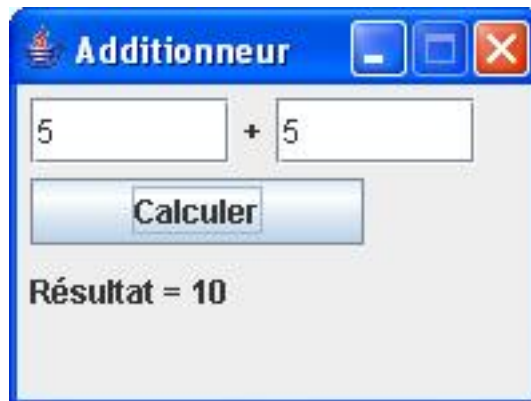 Additionneur
5 + 5
Calculer
Résultat = 10